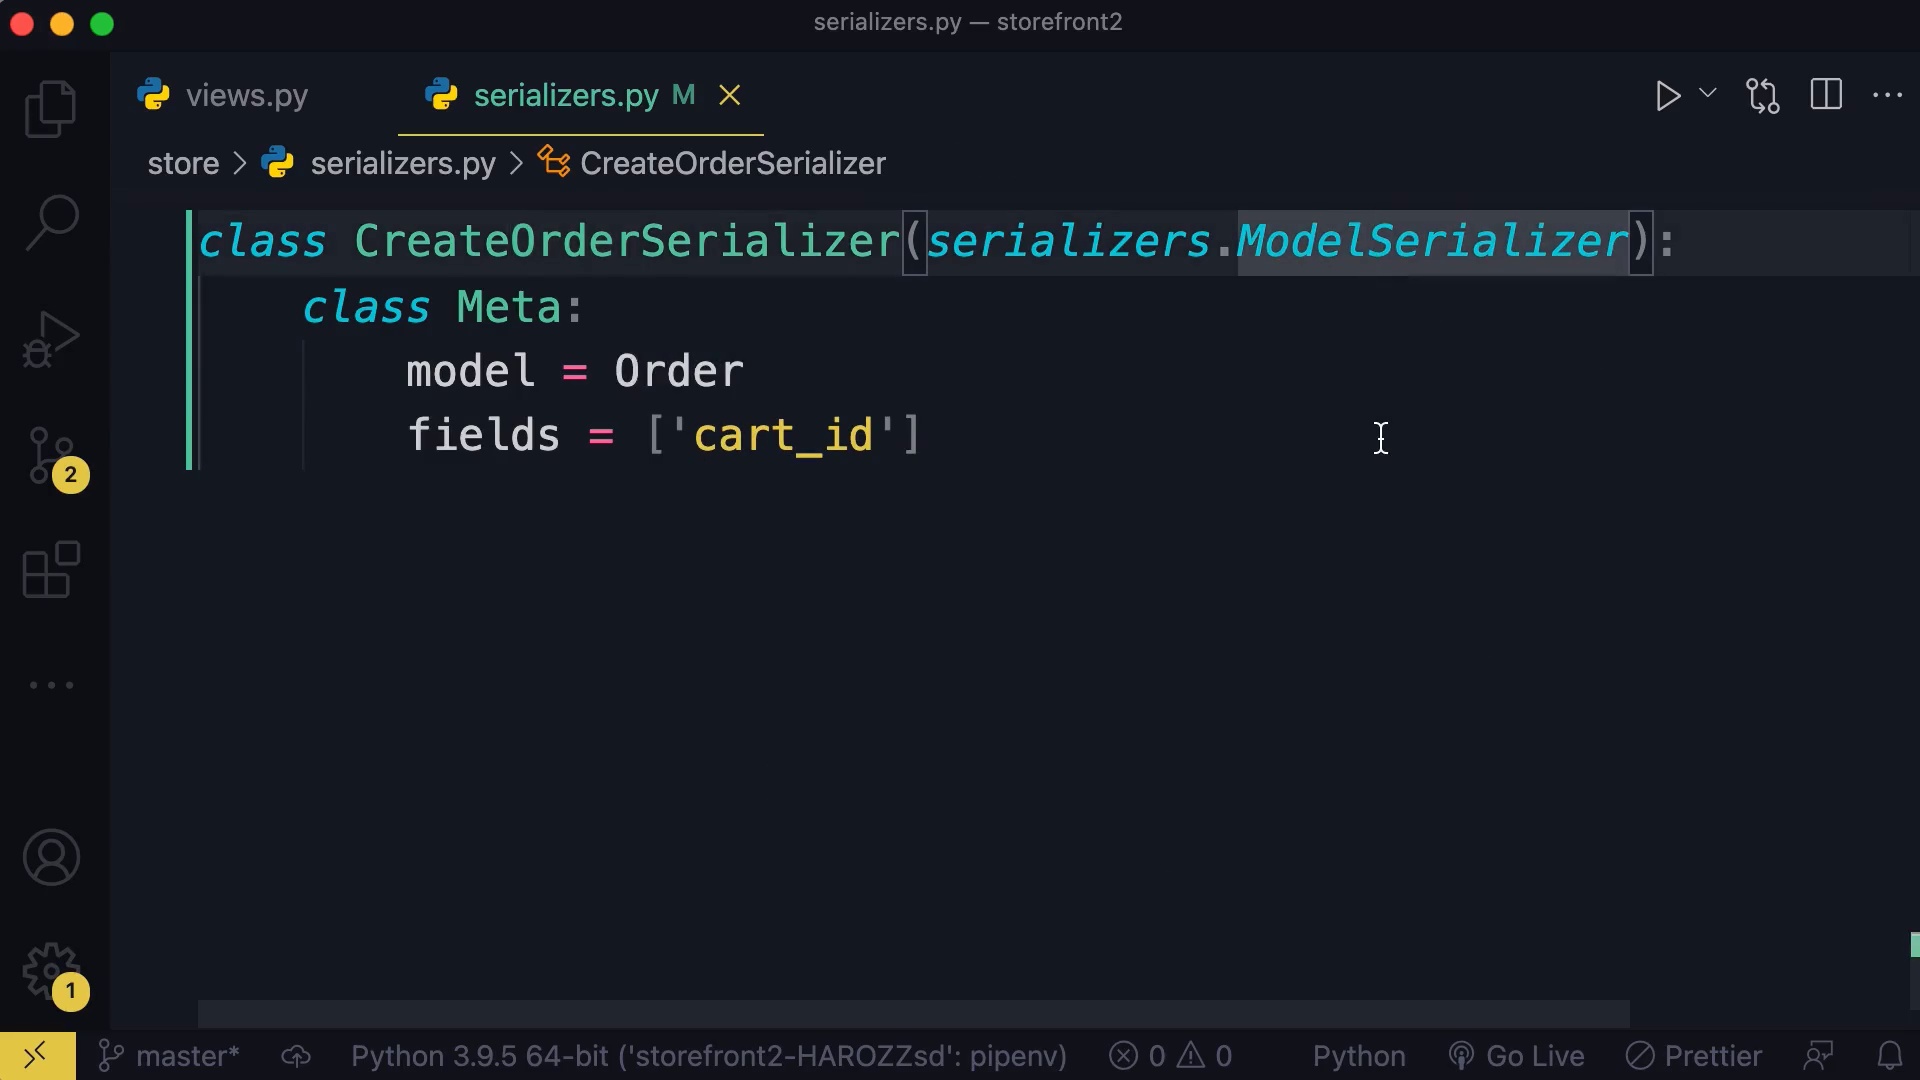 serializers.py — storefront2
views.py
serializers.py M
store > serializers.py > CreateOrderSerializer
class CreateOrderSerializer(serializers.ModelSerializer):
class Meta:
model = Order
fields = ['cart_id']
2
1
master*
Python 3.9.5 64-bit ('storefront2-HAROZZsd': pipenv)
0
0
Python
Go Live
Prettier